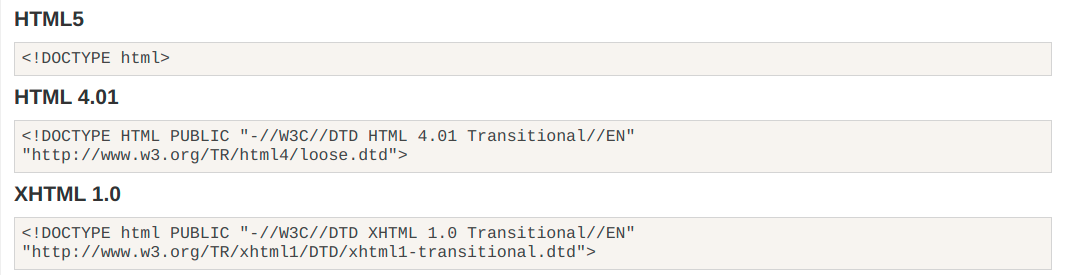 HTML5
<!DOCTYPE html>
HTML 4.01
<!DOCTYPE HTML PUBLIC "-//W3C//DTD HTML 4.01 Transitional//EN"
"http://www.w3.org/TR/html4/loose.dtd">
XHTML 1.0
<!DOCTYPE html PUBLIC "-//W3C//DTD XHTML 1.0 Transitional//EN"
"http://www.w3.org/TR/xhtml1/DTD/xhtml1-transitional.dtd">